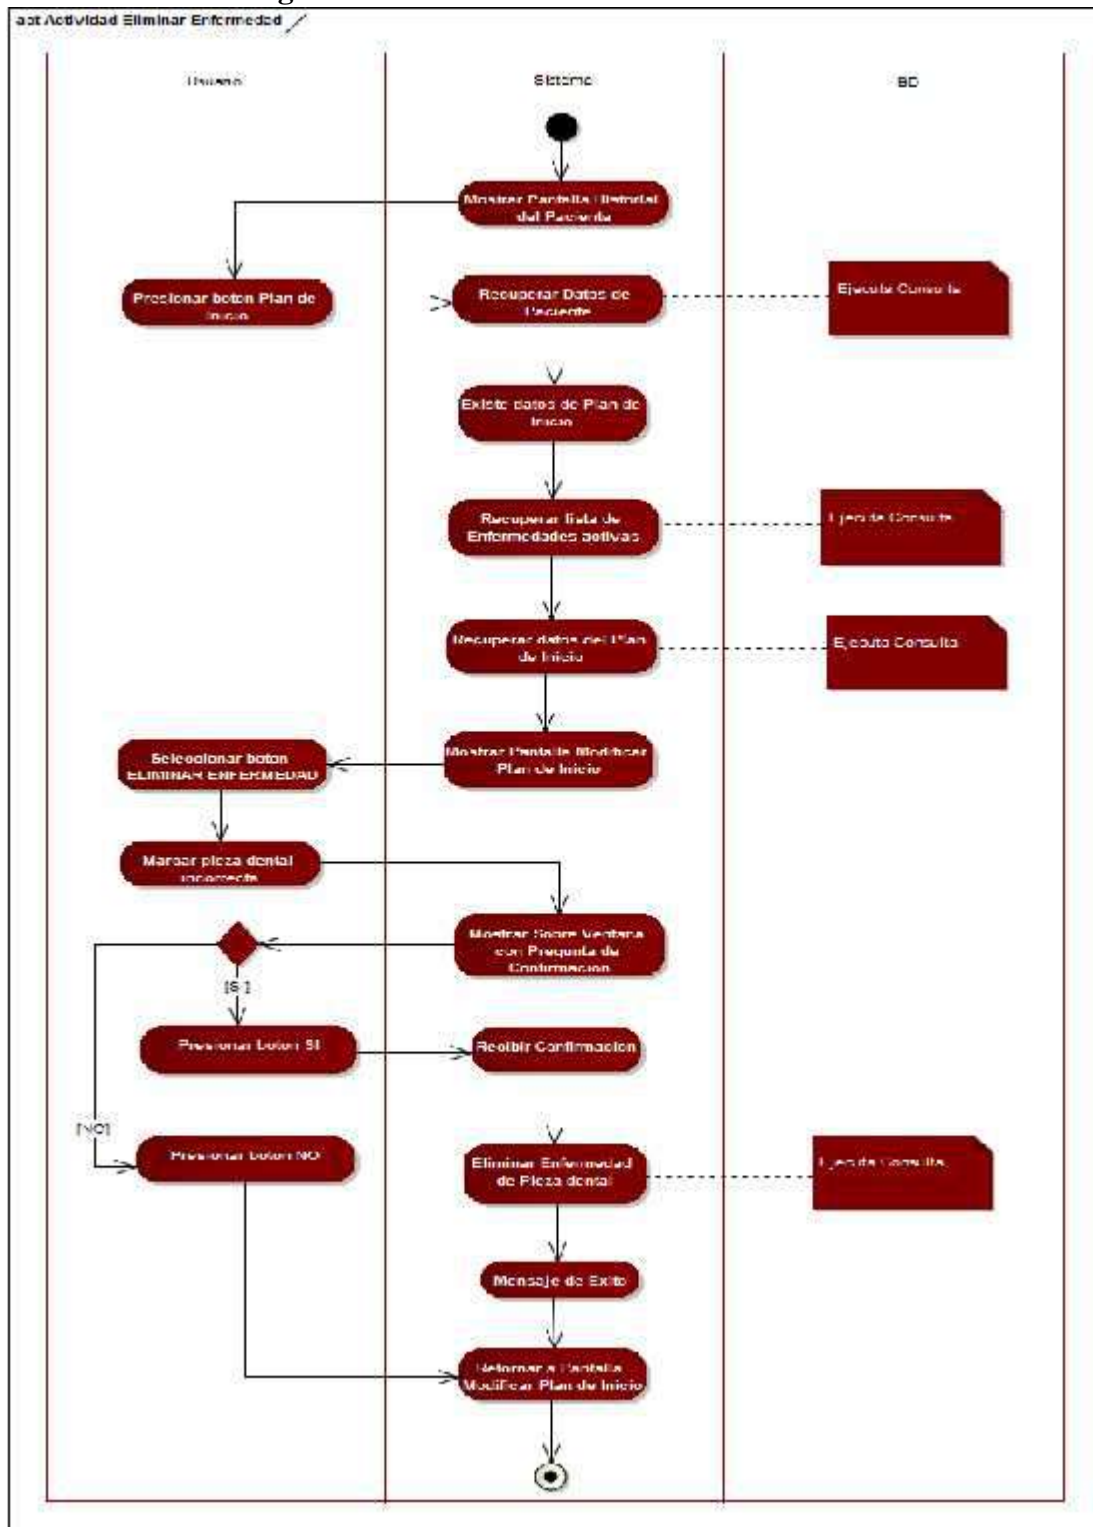 act Actividad Eliminar Enfermedad
Usuario
Sistema
BD
Mostrar Pantalla Historial
del Paciente
Presionar boton Plan de
Inicio
Recuperar Datos de
Paciente
Ejecuta Consulta
Existe datos de Plan de
Inicio
Recuperar lista de
Enfermedades activas
Ejecuta Consulta
Recuperar datos del Plan
de Inicio
Ejecuta Consulta
Mostrar Pantalla Modificar
Plan de Inicio
Seleccionar boton
ELIMINAR ENFERMEDAD
Marcar pieza dental
incorrecta
Mostrar Sobre Ventana
con Pregunta de
Confirmacion
[SI]
Presionar boton SI
Recibir Confirmacion
[NO]
Presionar boton NO
Eliminar Enfermedad
de Pieza dental
Ejecuta Consulta
Mensaje de Exito
Retornar a Pantalla
Modificar Plan de Inicio